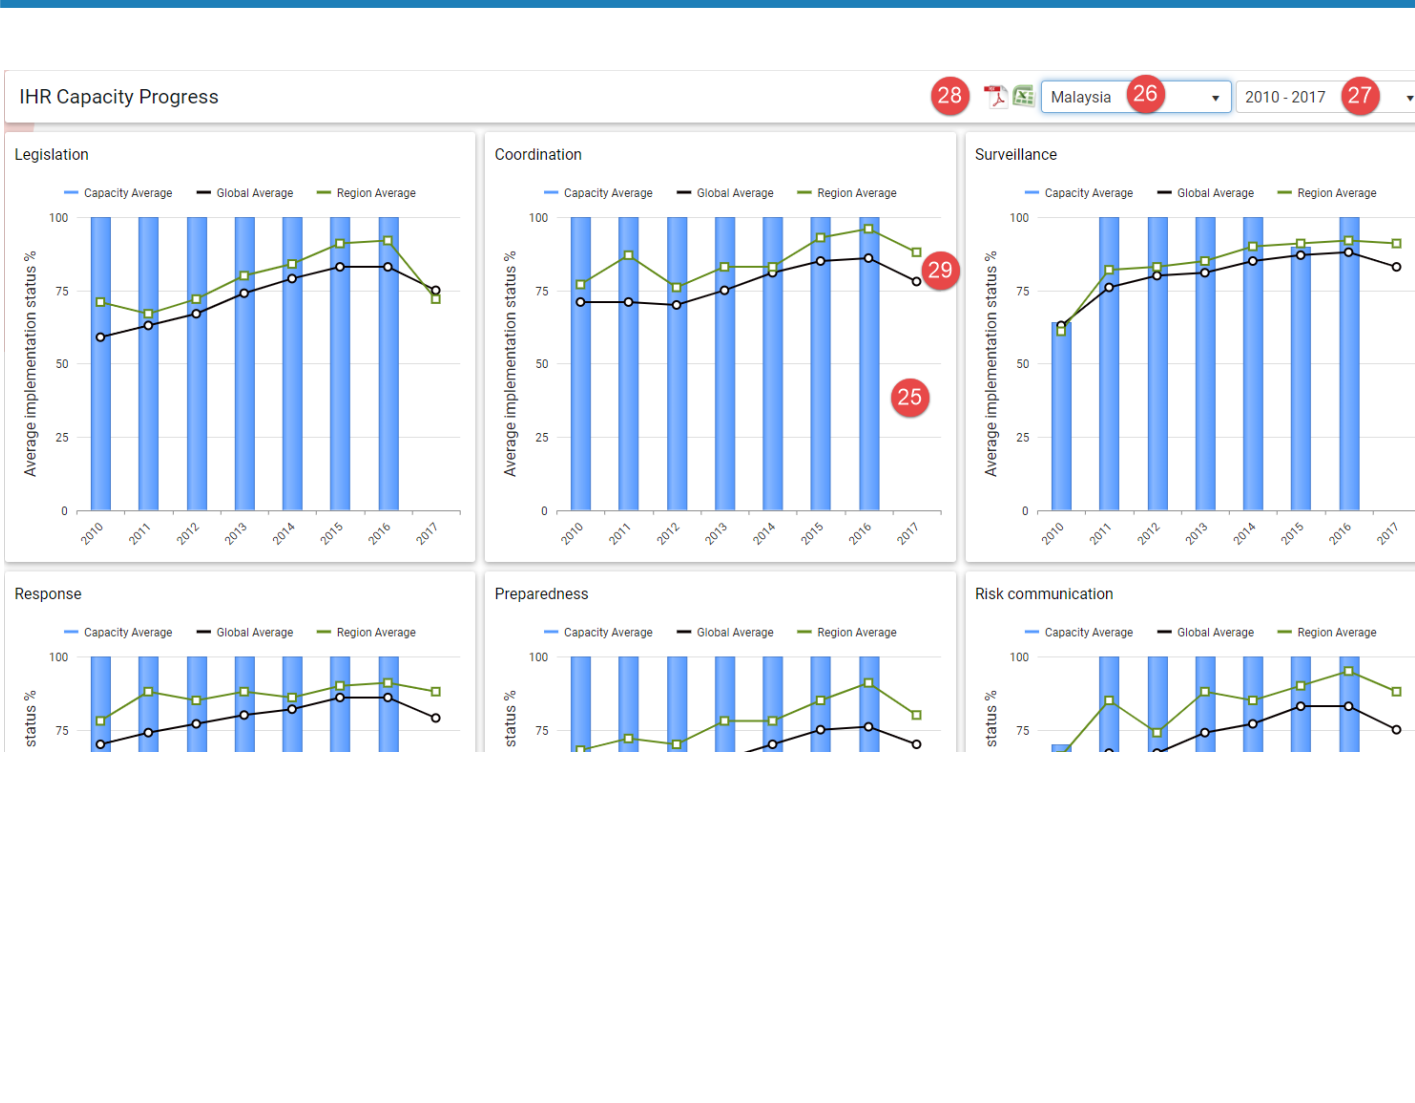 IHR Capacity Progress
28
Malaysia
26
2010 - 2017
27
Legislation
Capacity Average
Global Average
Region Average
Average implementation status %
100
75
50
25
0
2010
2011
2012
2013
2014
2015
2016
2017
Coordination
Capacity Average
Global Average
Region Average
Average implementation status %
100
75
50
25
0
2010
2011
2012
2013
2014
2015
2016
2017
29
25
Surveillance
Capacity Average
Global Average
Region Average
Average implementation status %
100
75
50
25
0
2010
2011
2012
2013
2014
2015
2016
2017
Response
Capacity Average
Global Average
Region Average
status %
100
75
Preparedness
Capacity Average
Global Average
Region Average
status %
100
75
Risk communication
Capacity Average
Global Average
Region Average
status %
100
75